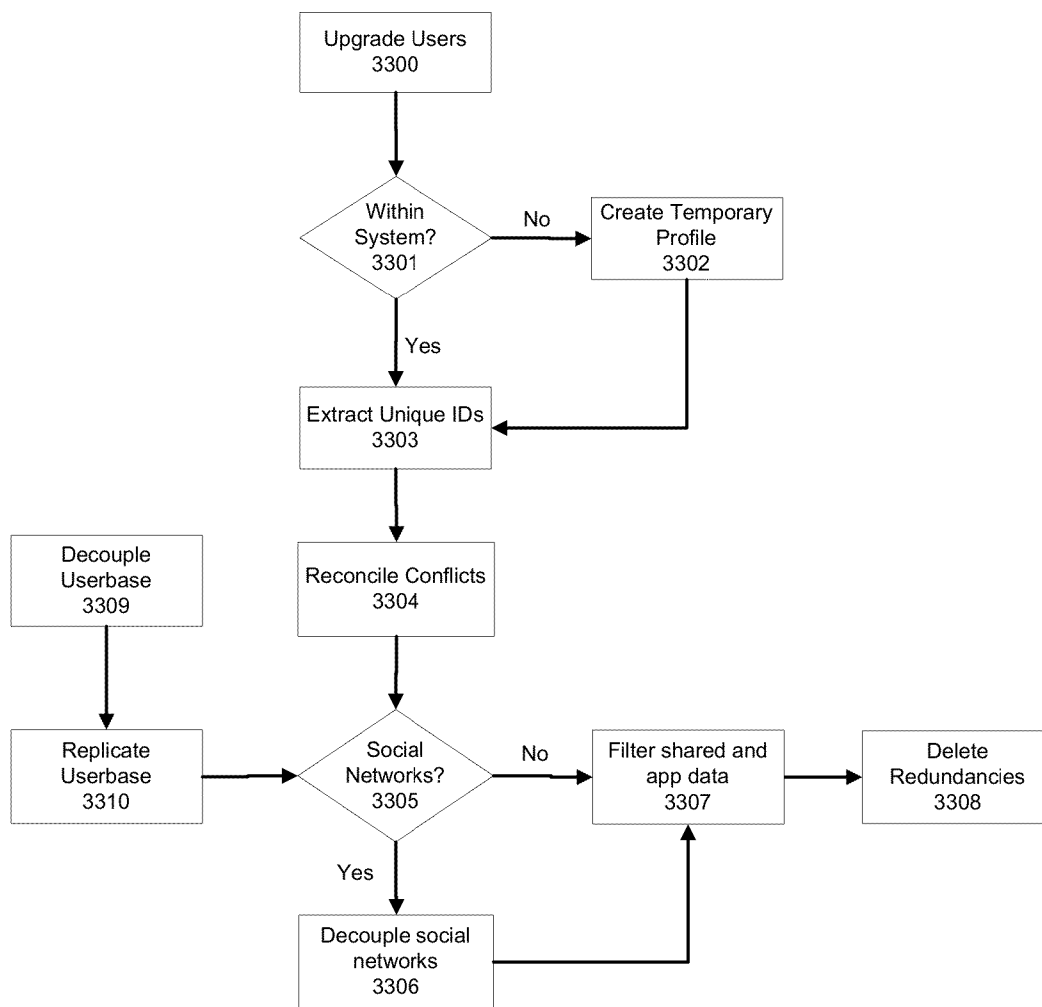 Upgrade Users
3300
Within
System?
3301
No
Create Temporary
Profile
3302
Yes
Extract Unique IDs
3303
Decouple
Userbase
3309
Reconcile Conflicts
3304
Replicate
Userbase
3310
Social
Networks?
3305
No
Filter shared and
app data
3307
Delete
Redundancies
3308
Yes
Decouple social
networks
3306